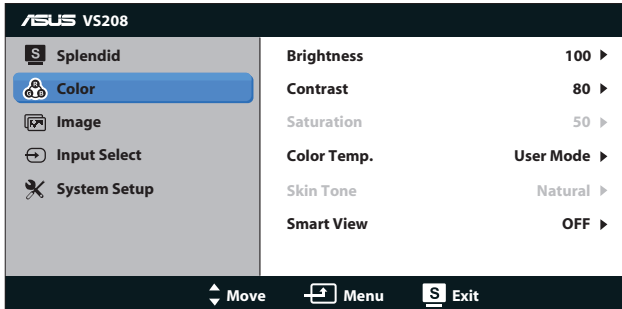 ASUS VS208
S Splendid
Color
Image
Input Select
System Setup
Brightness 100
Contrast 80
Saturation 50
Color Temp. User Mode
Skin Tone Natural
Smart View OFF
Move Menu S Exit